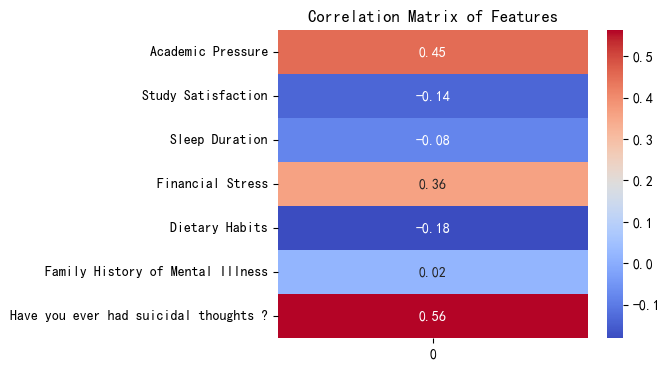 Correlation Matrix of Features
Academic Pressure
0.45
Study Satisfaction
-0.14
Sleep Duration
-0.08
Financial Stress
0.36
Dietary Habits
-0.18
Family History of Mental Illness
0.02
Have you ever had suicidal thoughts ?
0.56
0
0.5
0.4
0.3
0.2
0.1
0.0
-0.1